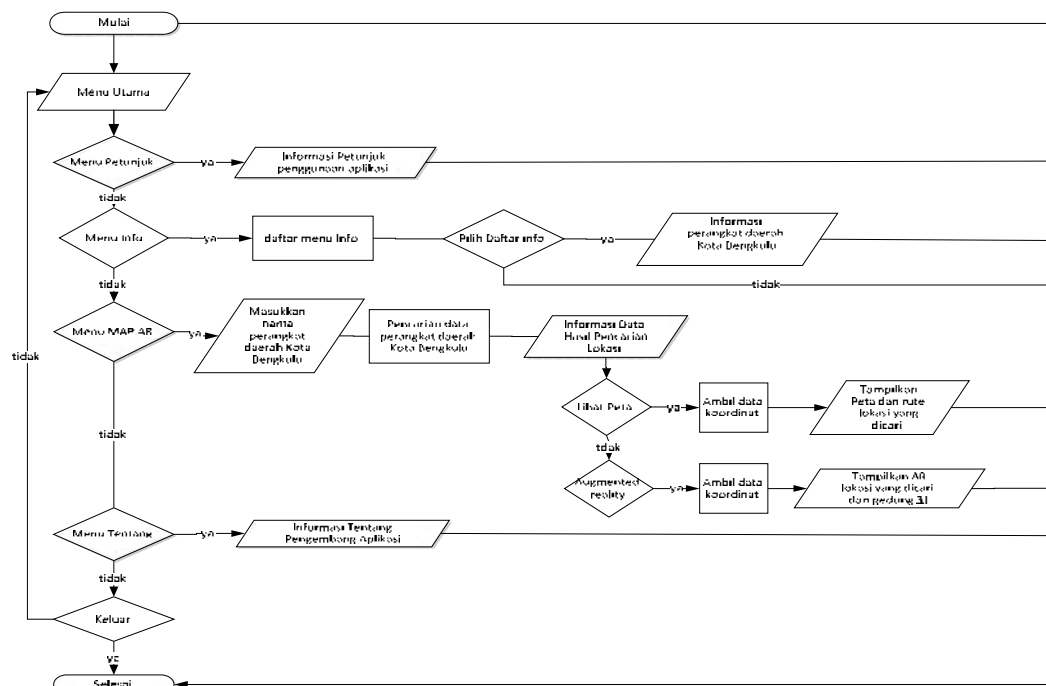 Mulai
Menu Utama
Menu Petunjuk
ya
Informasi Petunjuk
penggunaan aplikasi
tidak
Menu Info
ya
daftar menu Info
Pilih Daftar info
ya
Informasi
perangkat daerah
Kota Bengkulu
tidak
tidak
Menu MAP AR
ya
Masukkan
nama
perangkat
daerah Kota
Bengkulu
Pencarian data
perangkat daerah
Kota Bengkulu
Informasi Data
Hasil Pencarian
Lokasi
tidak
Lihat Peta
ya
Ambil data
koordinat
Tampilkan
Peta dan rute
lokasi yang
dicari
tidak
tdak
Augmented
reality
ya
Ambil data
koordinat
Tampilkan AR
lokasi yang dicari
dan gedung 3d
Menu Tentang
ya
Informasi Tentang
Pengembang Aplikasi
tidak
Keluar
ya
Selesai